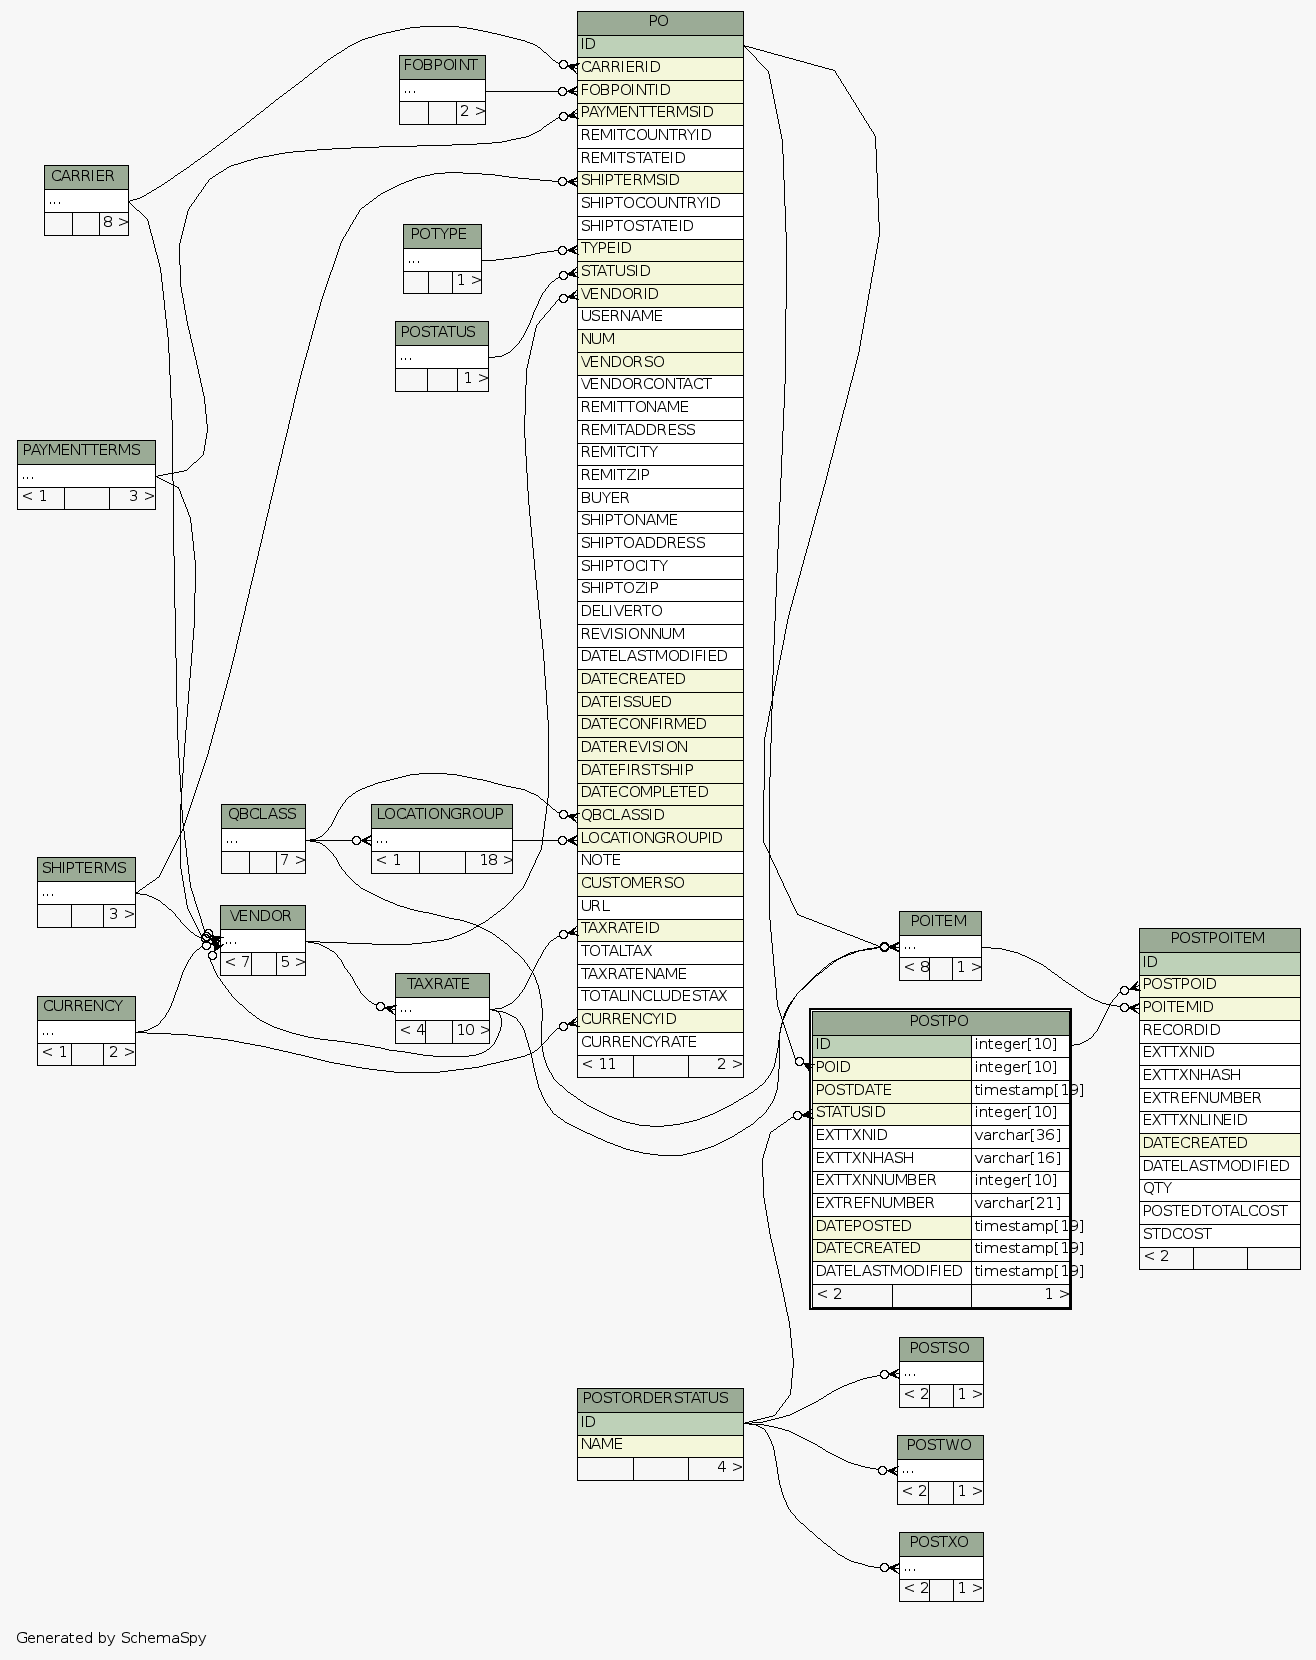 PO
ID
CARRIERID
FOBPOINTID
PAYMENTTERMSID
REMITCOUNTRYID
REMITSTATEID
SHIPTERMSID
SHIPTOCOUNTRYID
SHIPTOSTATEID
TYPEID
STATUSID
VENDORID
USERNAME
NUM
VENDORSO
VENDORCONTACT
REMITTONAME
REMITADDRESS
REMITCITY
REMITZIP
BUYER
SHIPTONAME
SHIPTOADDRESS
SHIPTOCITY
SHIPTOZIP
DELIVERTO
REVISIONNUM
DATELASTMODIFIED
DATECREATED
DATEISSUED
DATECONFIRMED
DATEREVISION
DATEFIRSTSHIP
DATECOMPLETED
QBCLASSID
LOCATIONGROUPID
NOTE
CUSTOMERSO
URL
TAXRATEID
TOTALTAX
TAXRATENAME
TOTALINCLUDESTAX
CURRENCYID
CURRENCYRATE
< 11 2 >
FOBPOINT
...
2 >
CARRIER
...
8 >
POTYPE
...
1 >
POSTATUS
...
1 >
PAYMENTTERMS
...
< 1 3 >
QBCLASS
...
7 >
LOCATIONGROUP
...
< 1 18 >
SHIPTERMS
...
3 >
VENDOR
...
< 7 5 >
TAXRATE
...
< 4 10 >
CURRENCY
...
< 1 2 >
POITEM
...
< 8 1 >
POSTPO
ID integer[10]
POID integer[10]
POSTDATE timestamp[19]
STATUSID integer[10]
EXTTXNID varchar[36]
EXTTXNHASH varchar[16]
EXTTXNNUMBER integer[10]
EXTREFNUMBER varchar[21]
DATEPOSTED timestamp[19]
DATECREATED timestamp[19]
DATELASTMODIFIED timestamp[19]
< 2 1 >
POSTPOITEM
ID
POSTPOID
POITEMID
RECORDID
EXTTXNID
EXTTXNHASH
EXTREFNUMBER
EXTTXNLINEID
DATECREATED
DATELASTMODIFIED
QTY
POSTEDTOTALCOST
STDCOST
< 2
POSTORDERSTATUS
ID
NAME
4 >
POSTSO
...
< 2 1 >
POSTWO
...
< 2 1 >
POSTXO
...
< 2 1 >
Generated by SchemaSpy